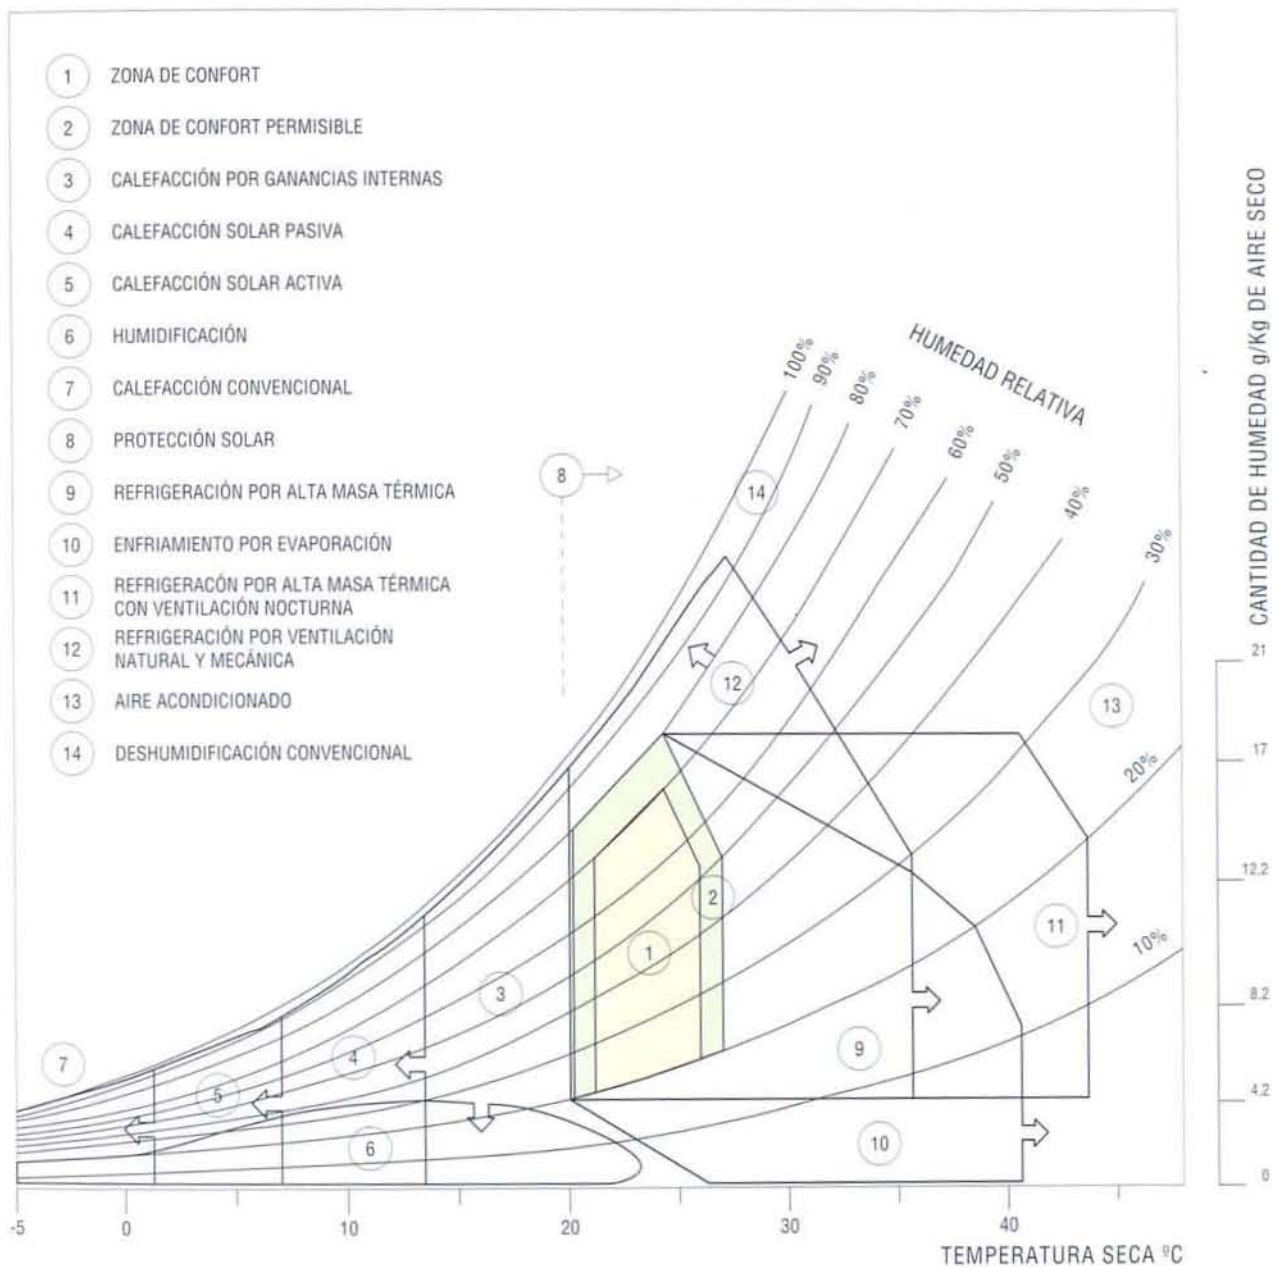 1 ZONA DE CONFORT
2 ZONA DE CONFORT PERMISIBLE
3 CALEFACCIÓN POR GANANCIAS INTERNAS
4 CALEFACCIÓN SOLAR PASIVA
5 CALEFACCIÓN SOLAR ACTIVA
6 HUMIDIFICACIÓN
7 CALEFACCIÓN CONVENCIONAL
8 PROTECCIÓN SOLAR
9 REFRIGERACIÓN POR ALTA MASA TÉRMICA
10 ENFRIAMIENTO POR EVAPORACIÓN
11 REFRIGERACÓN POR ALTA MASA TÉRMICA
CON VENTILACIÓN NOCTURNA
12 REFRIGERACIÓN POR VENTILACIÓN
NATURAL Y MECÁNICA
13 AIRE ACONDICIONADO
14 DESHUMIDIFICACIÓN CONVENCIONAL
HUMEDAD RELATIVA
100%
90%
80%
70%
60%
50%
40%
30%
20%
10%
8
14
12
13
2
1
11
3
9
4
7
5
6
10
CANTIDAD DE HUMEDAD g/Kg DE AIRE SECO
21
17
12,2
8,2
4,2
0
-5
0
10
20
30
40
TEMPERATURA SECA ºC